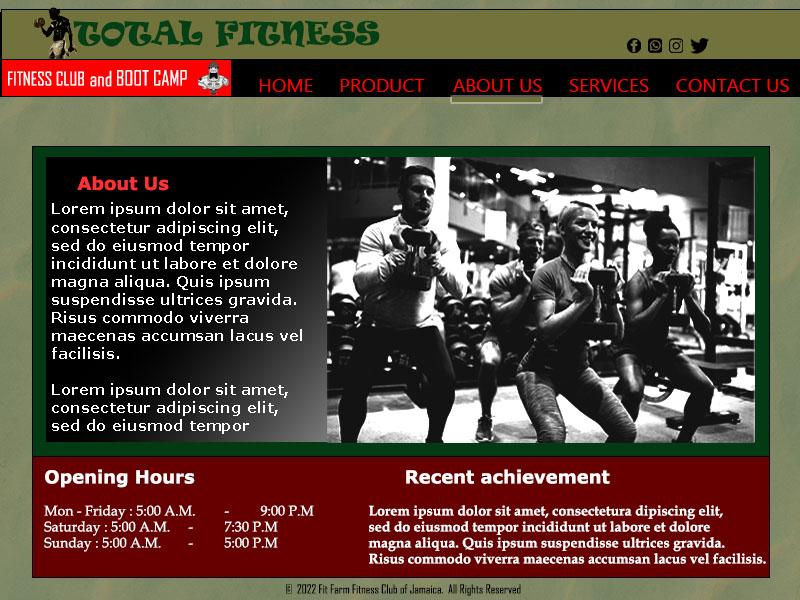 TOTAL FITNESS
FITNESS CLUB and BOOT CAMP
HOME PRODUCT ABOUT US SERVICES CONTACT US
About Us
Lorem ipsum dolor sit amet,
consectetur adipiscing elit,
sed do eiusmod tempor
incididunt ut labore et dolore
magna aliqua. Quis ipsum
suspendisse ultrices gravida.
Risus commodo viverra
maecenas accumsan lacus vel
facilisis.
Lorem ipsum dolor sit amet,
consectetur adipiscing elit,
sed do eiusmod tempor
Opening Hours
Mon - Friday : 5:00 A.M. - 9:00 P.M
Saturday : 5:00 A.M. - 7:30 P.M
Sunday : 5:00 A.M. - 5:00 P.M
Recent achievement
Lorem ipsum dolor sit amet, consectetura dipiscing elit,
sed do eiusmod tempor incididunt ut labore et dolore
magna aliqua. Quis ipsum suspendisse ultrices gravida.
Risus commodo viverra maecenas accumsan lacus vel facilisis.
© 2022 Fit Farm Fitness Club of Jamaica. All Rights Reserved